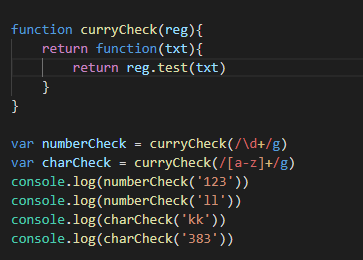 function curryCheck(reg){
    return function(txt){
        return reg.test(txt)
    }
}
var numberCheck = curryCheck(/\d+/g)
var charCheck = curryCheck(/[a-z]+/g)
console.log(numberCheck('123'))
console.log(numberCheck('ll'))
console.log(charCheck('kk'))
console.log(charCheck('383'))